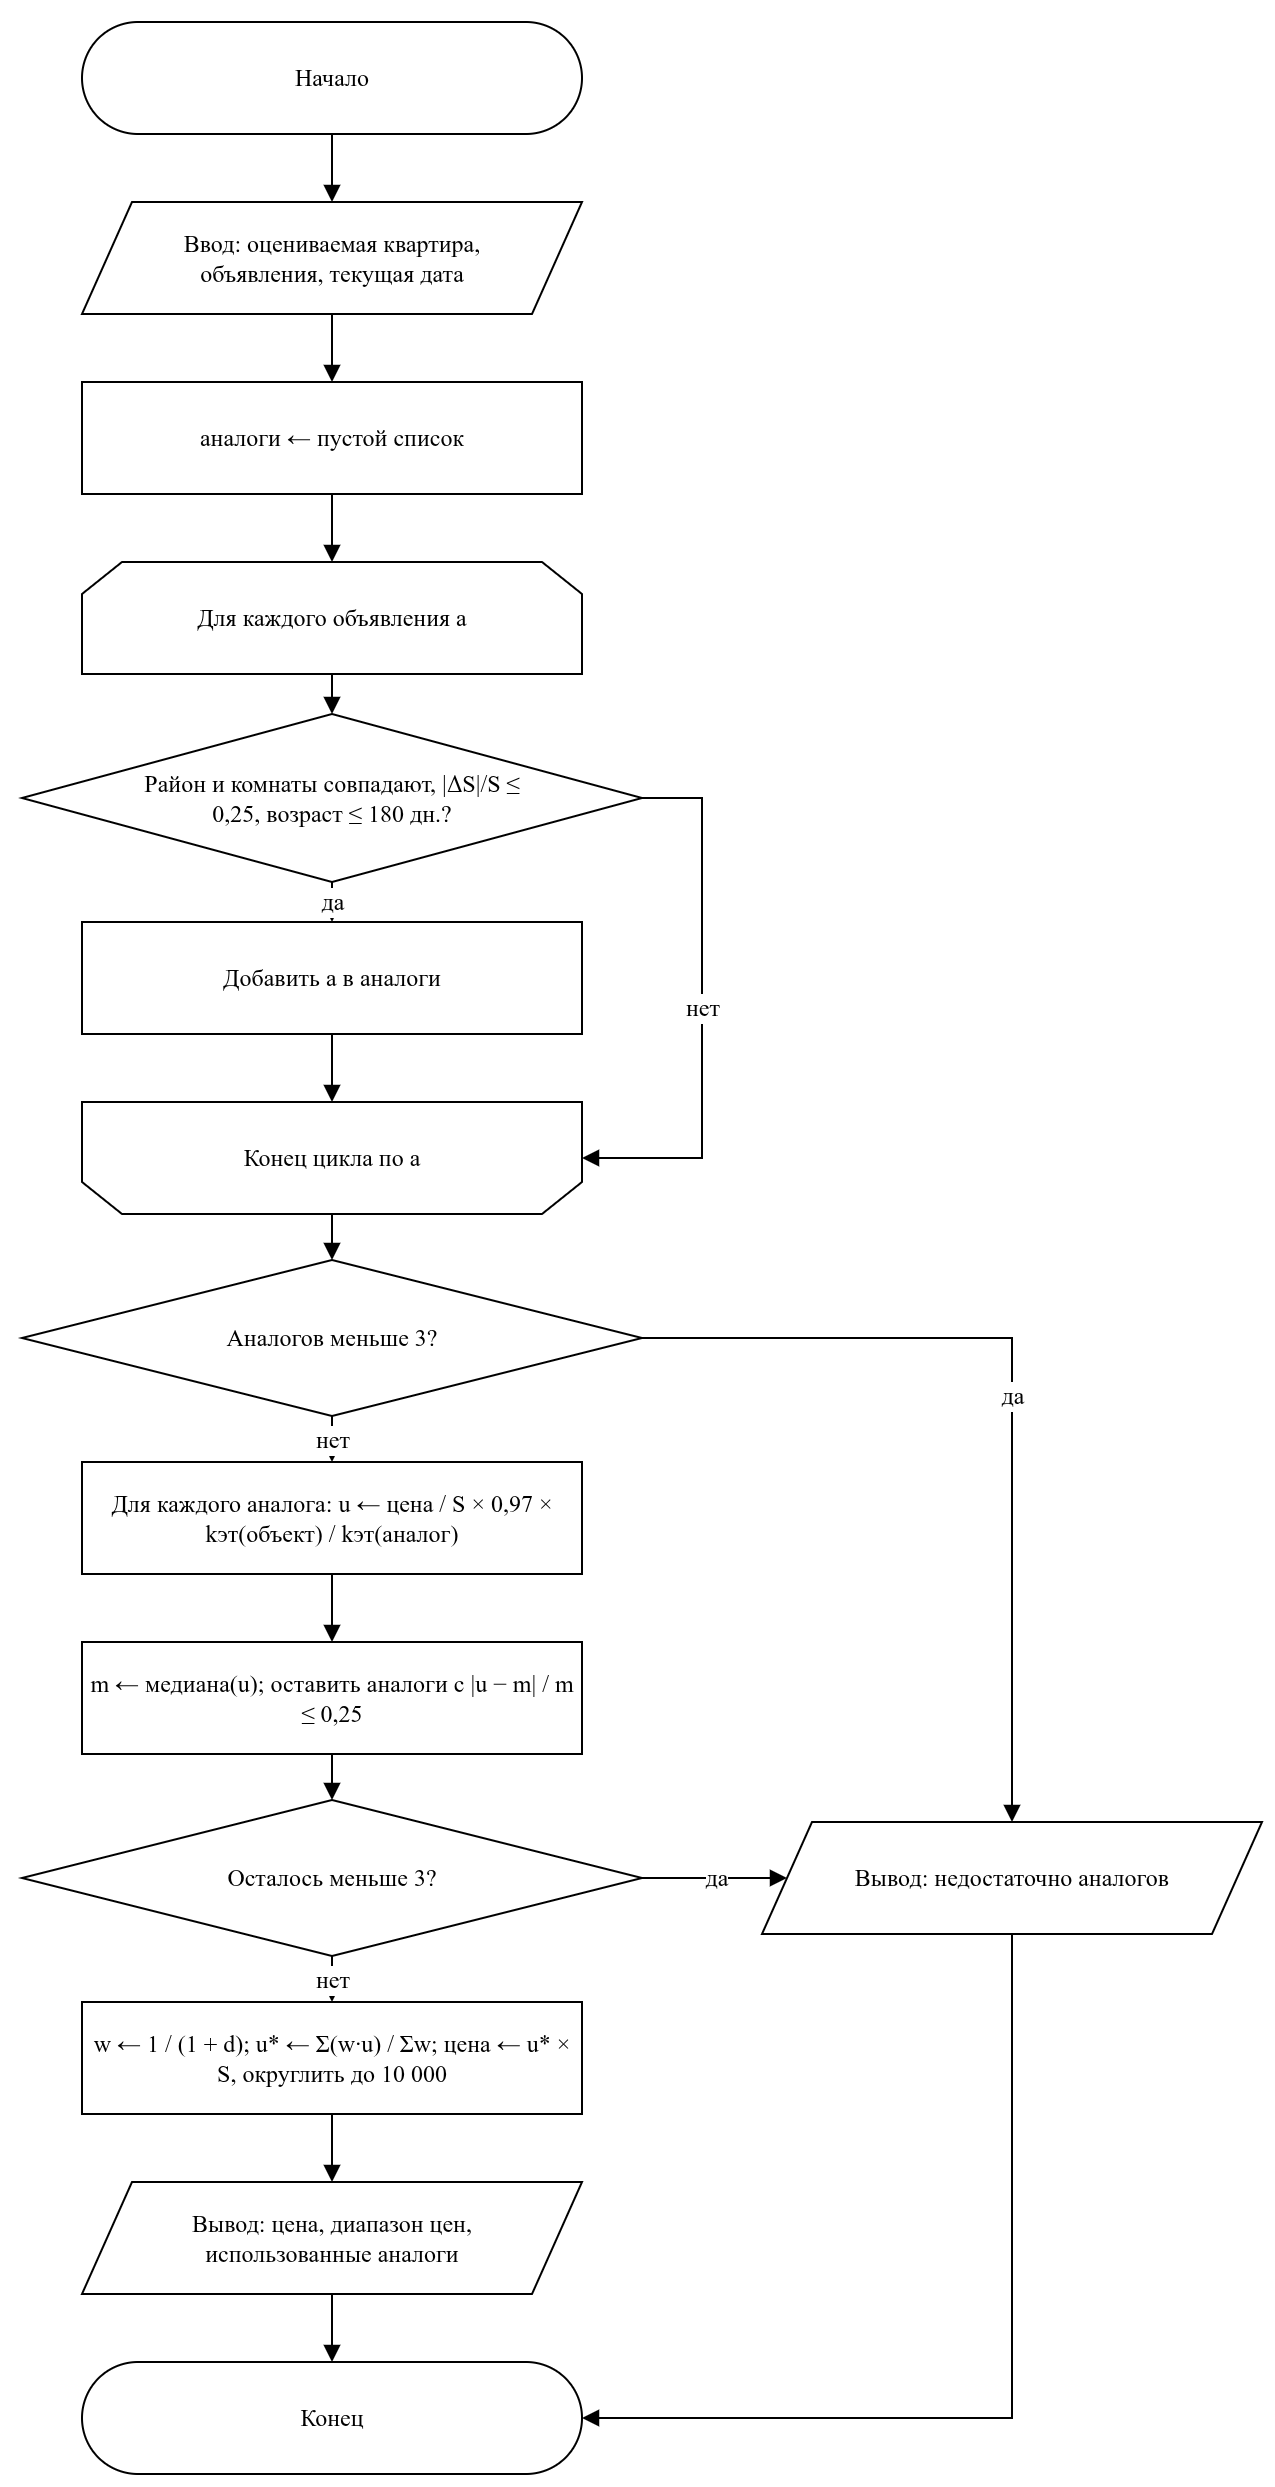 Начало
Ввод: оцениваемая квартира,
объявления, текущая дата
аналоги ← пустой список
Для каждого объявления a
Район и комнаты совпадают, |ΔS|/S ≤
0,25, возраст ≤ 180 дн.?
да
Добавить a в аналоги
нет
Конец цикла по a
Аналогов меньше 3?
да
нет
Для каждого аналога: u ← цена / S × 0,97 ×
kэт(объект) / kэт(аналог)
m ← медиана(u); оставить аналоги с |u − m| / m
≤ 0,25
Осталось меньше 3?
да
Вывод: недостаточно аналогов
нет
w ← 1 / (1 + d); u* ← Σ(w·u) / Σw; цена ← u* ×
S, округлить до 10 000
Вывод: цена, диапазон цен,
использованные аналоги
Конец